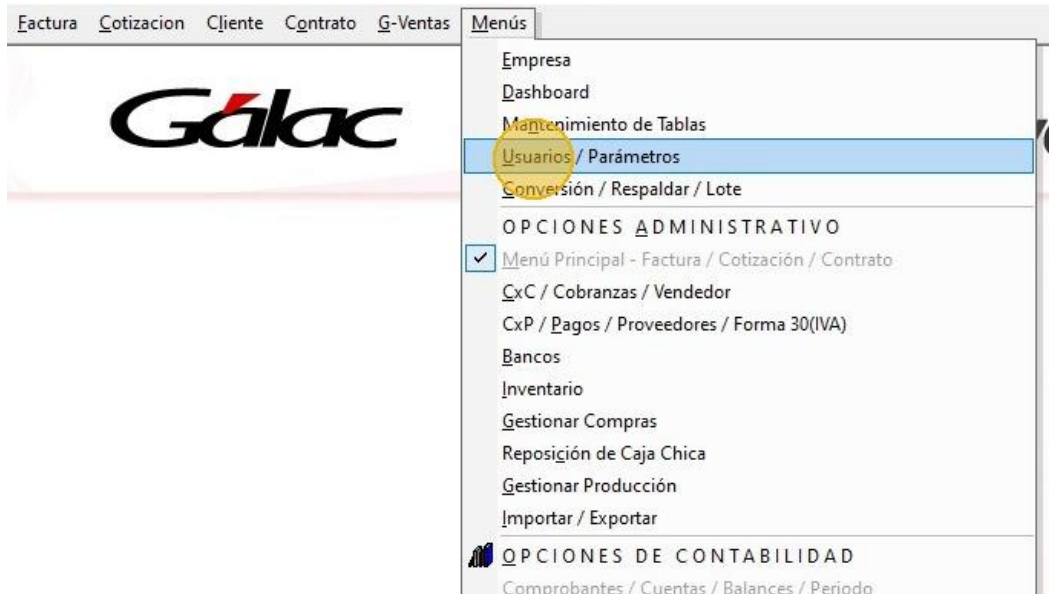 Factura Cotizacion Cliente Contrato G-Ventas Menús
Gálac
Empresa
Dashboard
Mantenimiento de Tablas
Usuarios / Parámetros
Conversión / Respaldar / Lote
OPCIONES ADMINISTRATIVO
Menú Principal - Factura / Cotización / Contrato
CxC / Cobranzas / Vendedor
CxP / Pagos / Proveedores / Forma 30(IVA)
Bancos
Inventario
Gestionar Compras
Reposición de Caja Chica
Gestionar Producción
Importar / Exportar
OPCIONES DE CONTABILIDAD
Comprobantes / Cuentas / Balances / Periodo